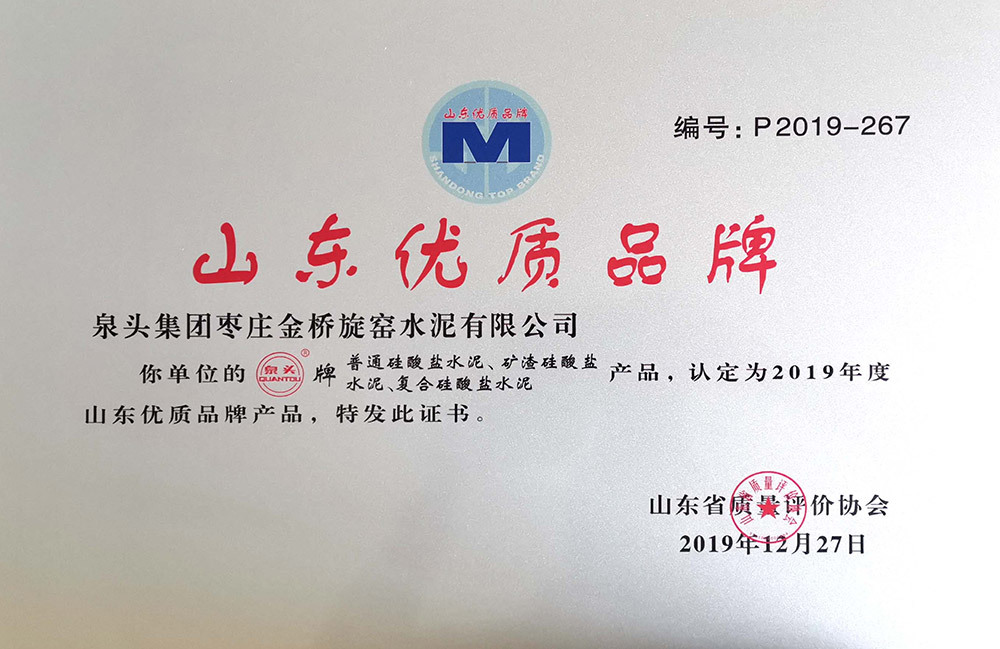 山东优质品牌
M
SHANDONG TOP BRAND
编号：P2019-267
山东优质品牌
泉头集团枣庄金桥旋窑水泥有限公司
你单位的 泉头 QUANTOU ® 牌 普通硅酸盐水泥、矿渣硅酸盐水泥、复合硅酸盐水泥 产品，认定为2019年度
山东优质品牌产品，特发此证书。
山东省质量评价协会
2019年12月27日